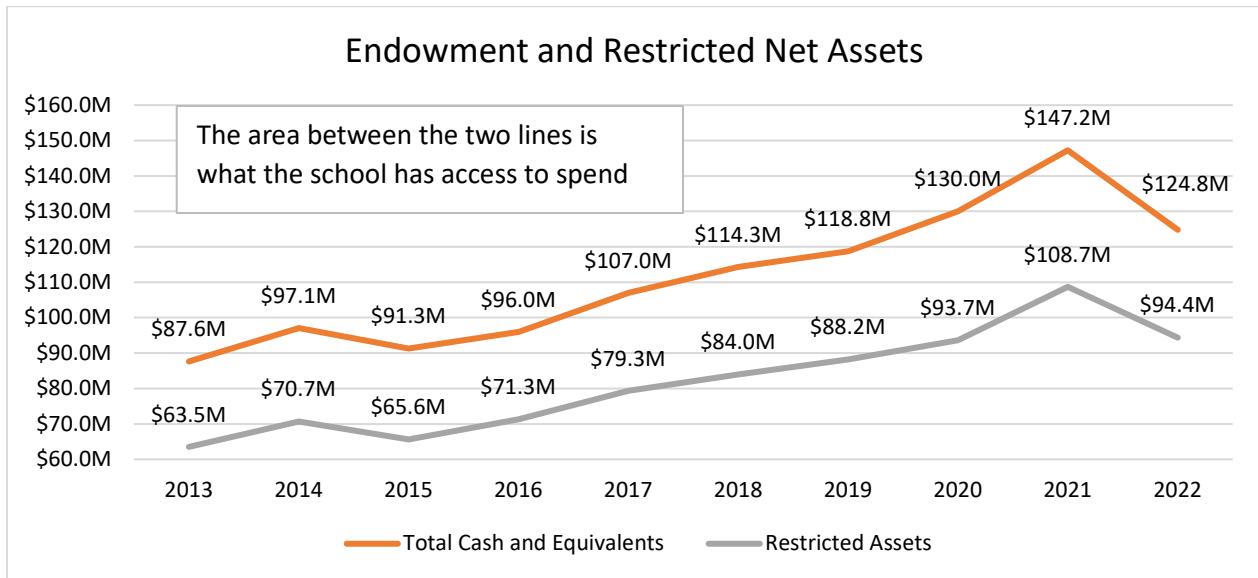 Endowment and Restricted Net Assets
$160.0M
$150.0M
$140.0M
$130.0M
$120.0M
$110.0M
$100.0M
$90.0M
$80.0M
$70.0M
$60.0M
The area between the two lines is
what the school has access to spend
$87.6M
$97.1M
$91.3M
$96.0M
$107.0M
$114.3M
$118.8M
$130.0M
$147.2M
$124.8M
$63.5M
$70.7M
$65.6M
$71.3M
$79.3M
$84.0M
$88.2M
$93.7M
$108.7M
$94.4M
2013 2014 2015 2016 2017 2018 2019 2020 2021 2022
Total Cash and Equivalents Restricted Assets